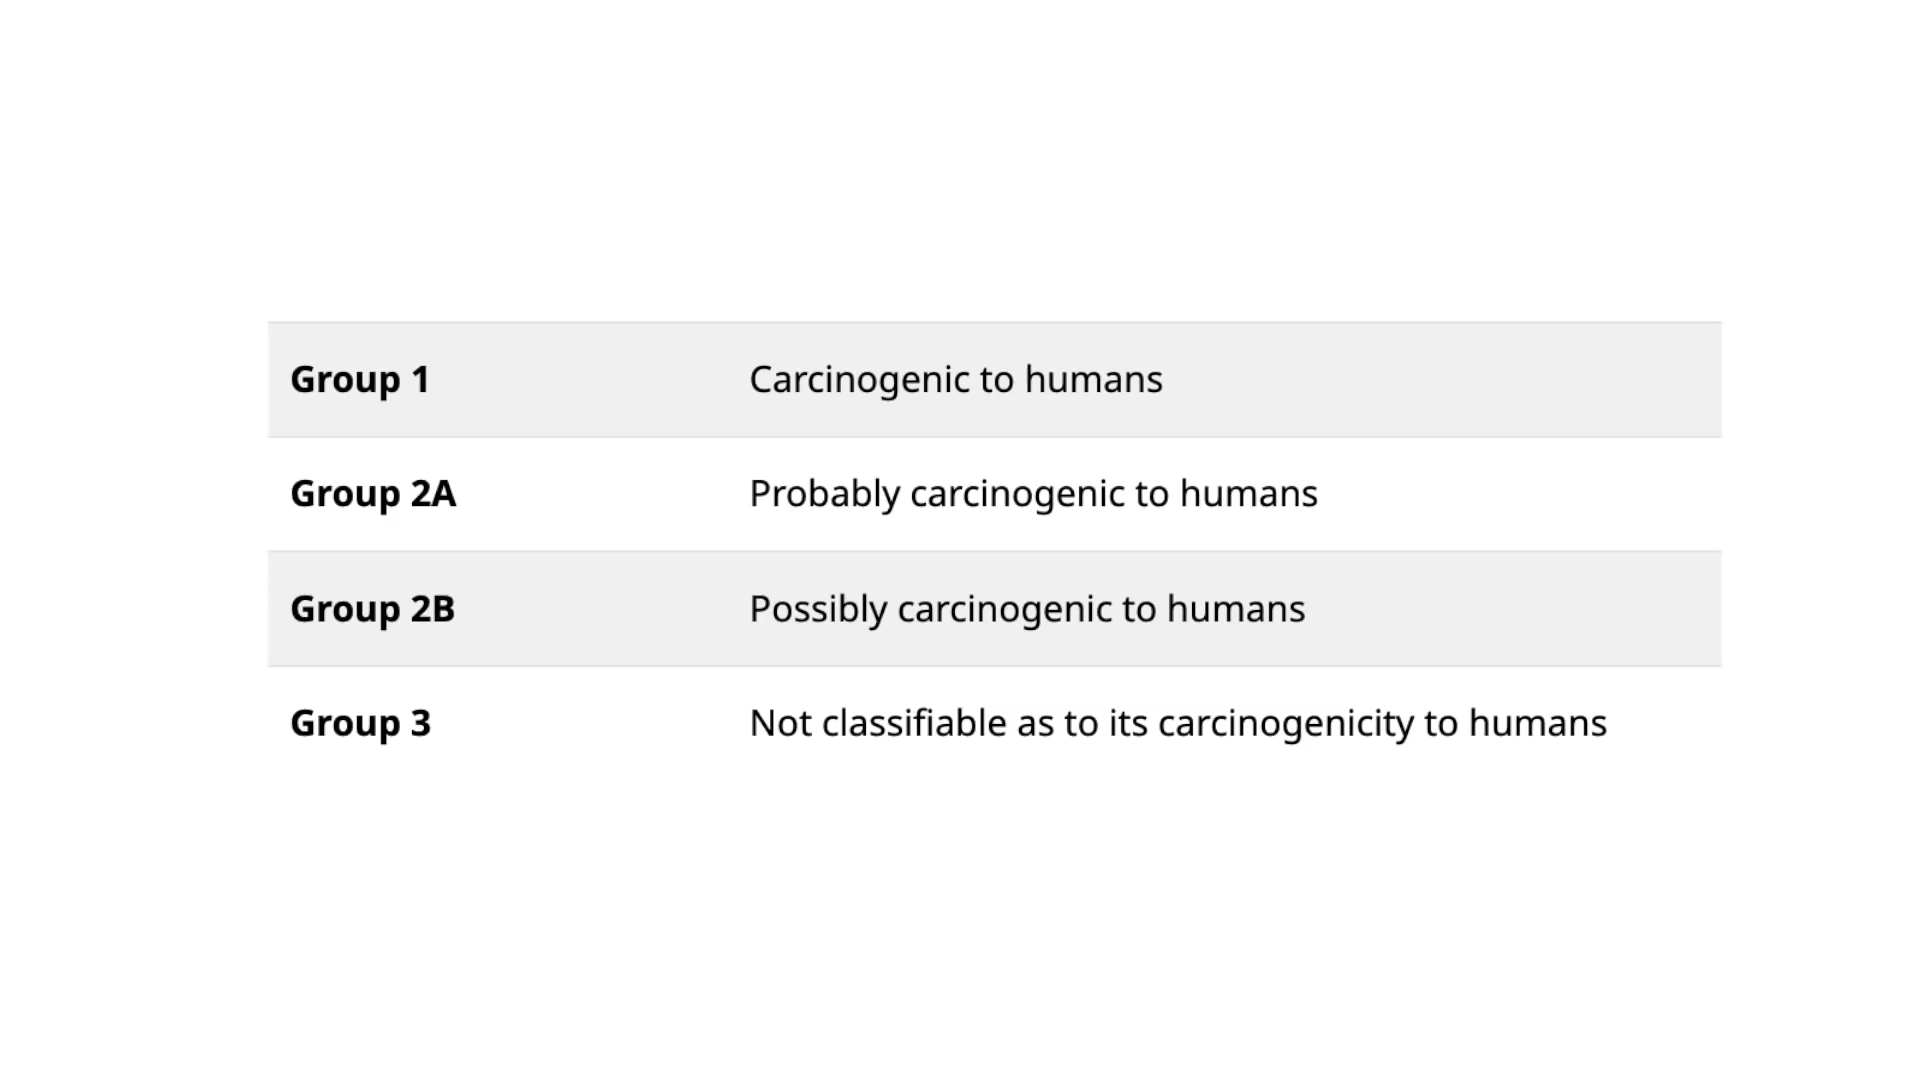 Group 1 Carcinogenic to humans
Group 2A Probably carcinogenic to humans
Group 2B Possibly carcinogenic to humans
Group 3 Not classifiable as to its carcinogenicity to humans